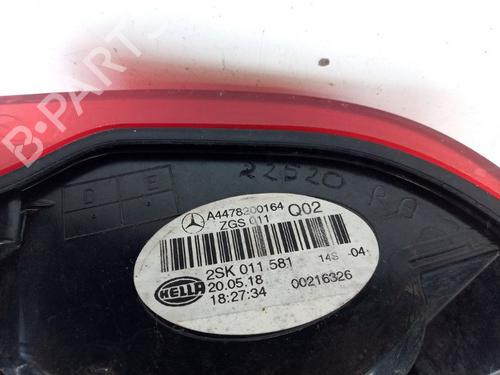 B-PARTS
22520 PA
D E
A4478200164 Q02
ZGS 011
2SK 011.581 14S -04
HELLA 20.05.18 00216326
18:27:34